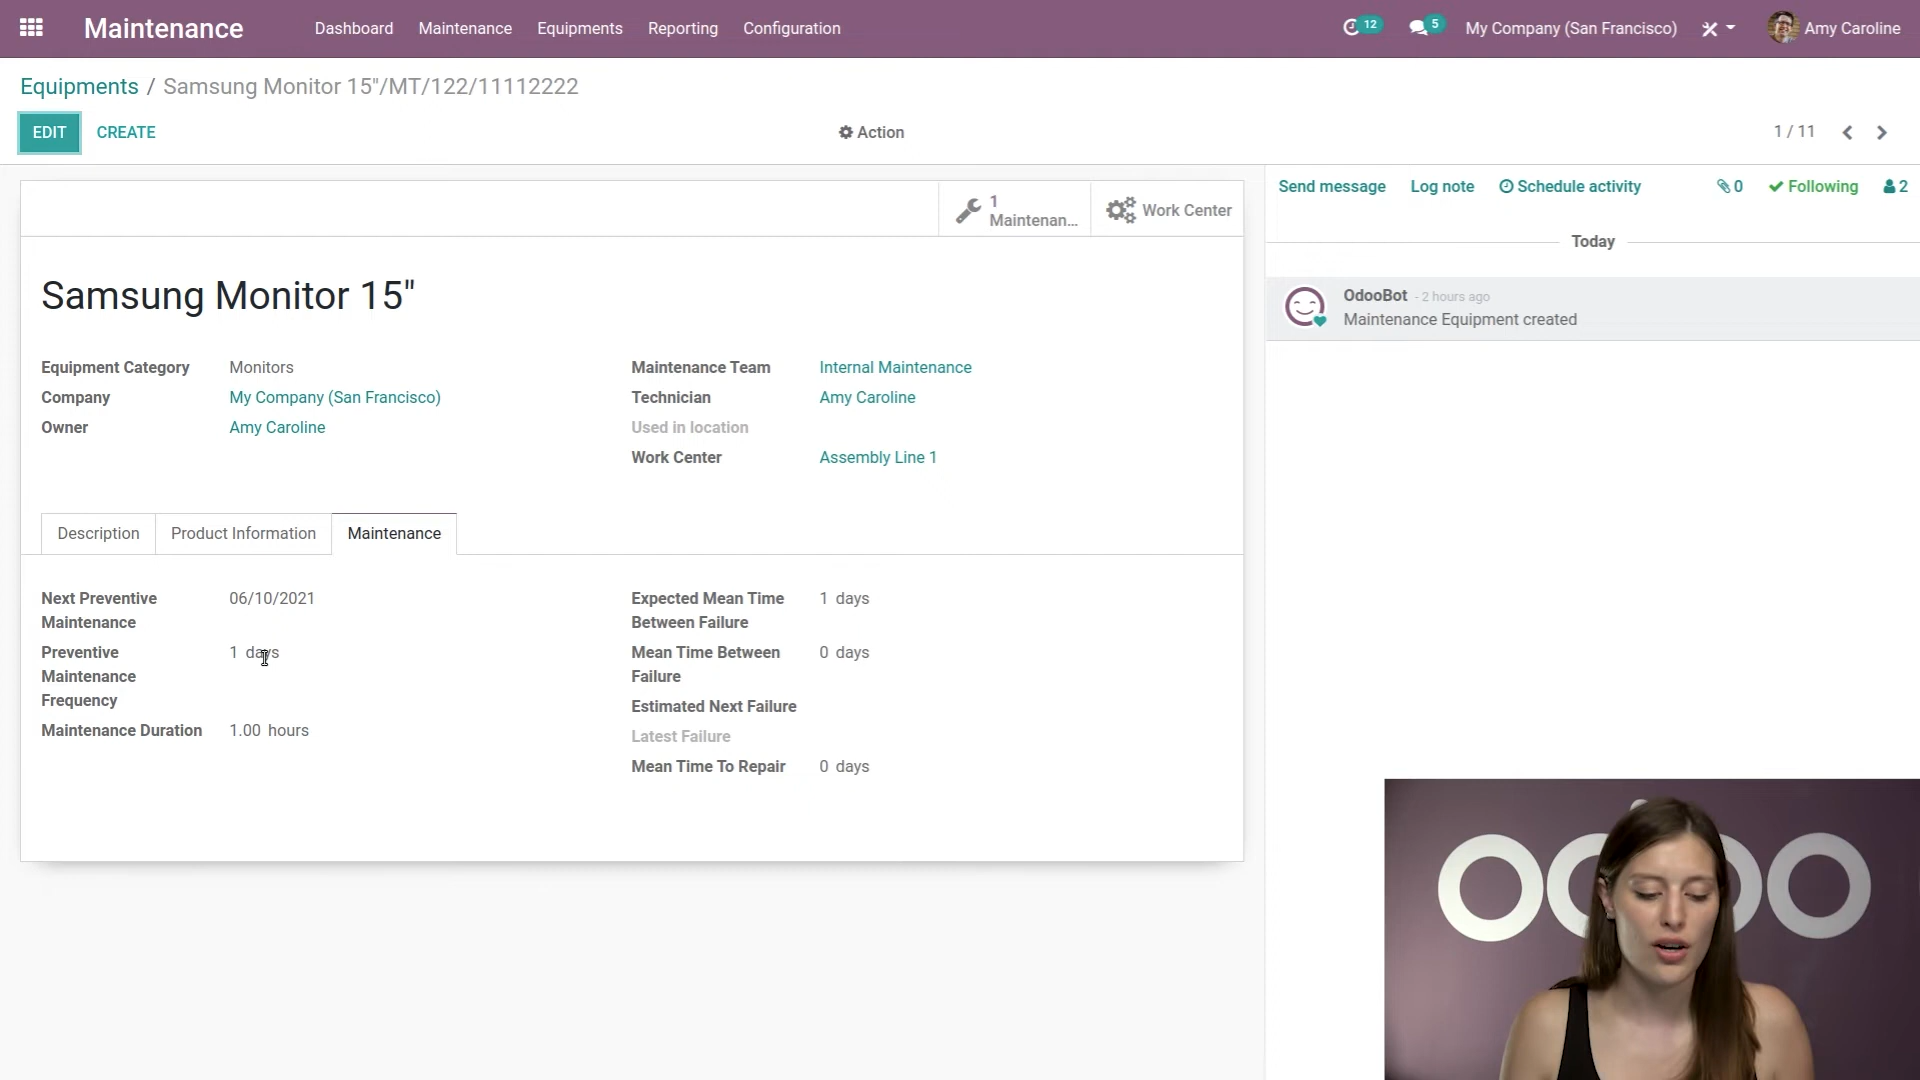 Maintenance Dashboard Maintenance Equipments Reporting Configuration 12 5 My Company (San Francisco) Amy Caroline
Equipments / Samsung Monitor 15"/MT/122/11112222
EDIT CREATE Action 1 / 11
1
Maintenan...
Work Center
Send message Log note Schedule activity 0 Following 2
Today
OdooBot - 2 hours ago
Maintenance Equipment created
Samsung Monitor 15"
Equipment Category Monitors
Company My Company (San Francisco)
Owner Amy Caroline
Maintenance Team Internal Maintenance
Technician Amy Caroline
Used in location
Work Center Assembly Line 1
Description Product Information Maintenance
Next Preventive 06/10/2021
Maintenance
Preventive 1 days
Maintenance
Frequency
Maintenance Duration 1.00 hours
Expected Mean Time 1 days
Between Failure
Mean Time Between 0 days
Failure
Estimated Next Failure
Latest Failure
Mean Time To Repair 0 days
odoo